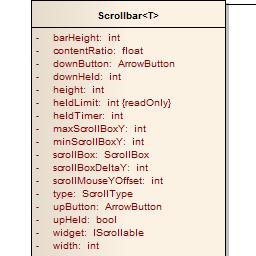 Scrollbar<T>
- barHeight: int
- contentRatio: float
- downButton: ArrowButton
- downHeld: int
- height: int
- heldLimit: int {readOnly}
- heldTimer: int
- maxScrollBoxY: int
- minScrollBoxY: int
- scrollBox: ScrollBox
- scrollBoxDeltaY: int
- scrollMouseYOffset: int
- type: ScrollType
- upButton: ArrowButton
- upHeld: bool
- widget: IScrollable
- width: int